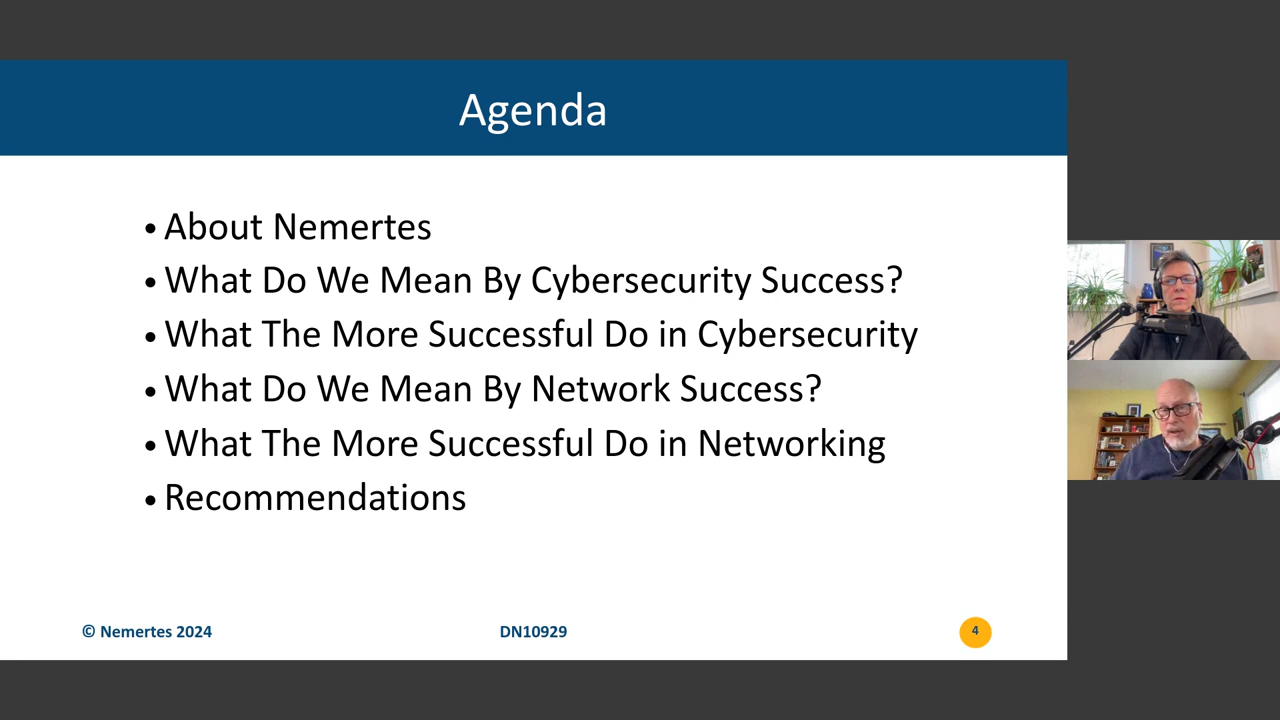 Agenda
• About Nemertes
• What Do We Mean By Cybersecurity Success?
• What The More Successful Do in Cybersecurity
• What Do We Mean By Network Success?
• What The More Successful Do in Networking
• Recommendations
© Nemertes 2024
DN10929
4